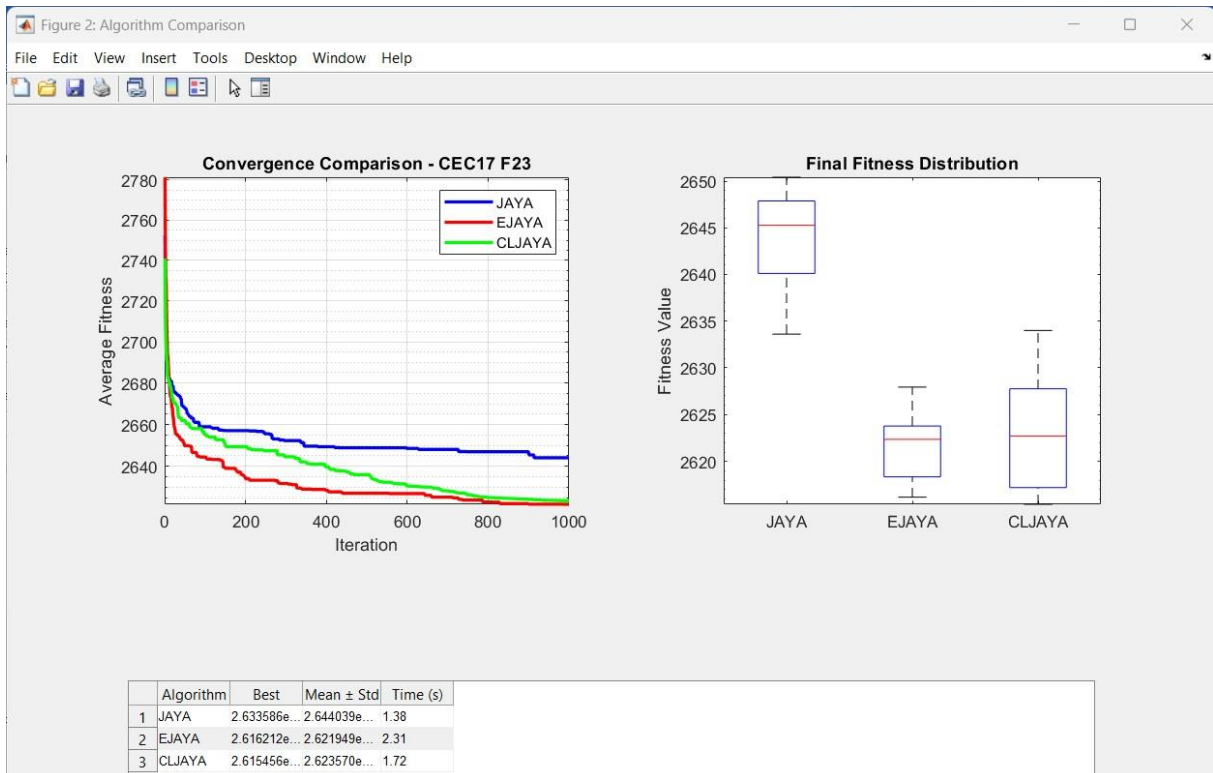 Figure 2: Algorithm Comparison
File Edit View Insert Tools Desktop Window Help
Convergence Comparison - CEC17 F23
2780
2760
2740
2720
2700
2680
2660
2640
Average Fitness
JAYA
EJAYA
CLJAYA
0 200 400 600 800 1000
Iteration
Final Fitness Distribution
2650
2645
2640
2635
2630
2625
2620
Fitness Value
JAYA EJAYA CLJAYA
Algorithm Best Mean ± Std Time (s)
1 JAYA 2.633586e... 2.644039e... 1.38
2 EJAYA 2.616212e... 2.621949e... 2.31
3 CLJAYA 2.615456e... 2.623570e... 1.72